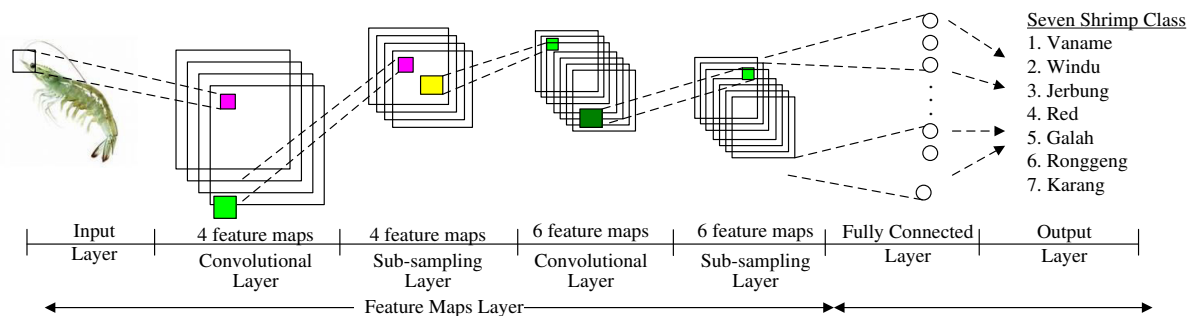 Seven Shrimp Class
1. Vaname
2. Windu
3. Jerbung
4. Red
5. Galah
6. Ronggeng
7. Karang
Input
Layer
4 feature maps
Convolutional
Layer
4 feature maps
Sub-sampling
Layer
6 feature maps
Convolutional
Layer
6 feature maps
Sub-sampling
Layer
Fully Connected
Layer
Output
Layer
Feature Maps Layer